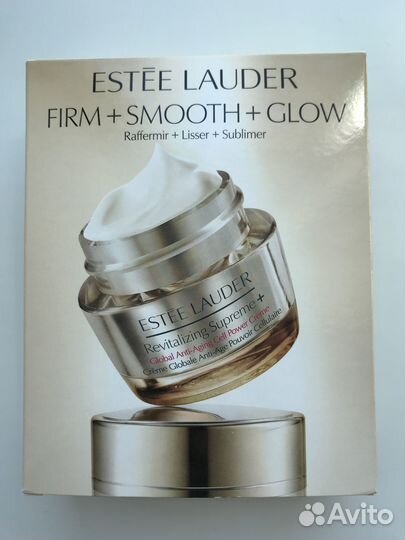 ESTĒE LAUDER
FIRM + SMOOTH + GLOW
Raffermir + Lisser + Sublimer
ESTĒE LAUDER
Revitalizing Supreme +
Global Anti-Aging Cell Power Creme
Crème Globale Anti-Age Pouvoir Cellulaire
Avito